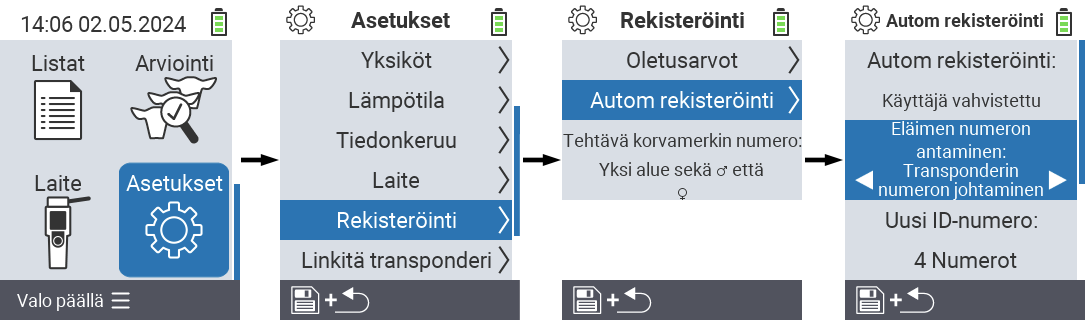 14:06 02.05.2024
Listat
Arviointi
Laite
Asetukset
Valo päällä
Asetukset
Yksiköt
Lämpötila
Tiedonkeruu
Laite
Rekisteröinti
Linkitä transponderi
+
Rekisteröinti
Oletusarvot
Autom rekisteröinti
Tehtävä korvamerkin numero:
Yksi alue sekä ♂ että
♀
+
Autom rekisteröinti
Autom rekisteröinti:
Käyttäjä vahvistettu
Eläimen numeron
antaminen:
Transponderin
numeron johtaminen
Uusi ID-numero:
4 Numerot
+